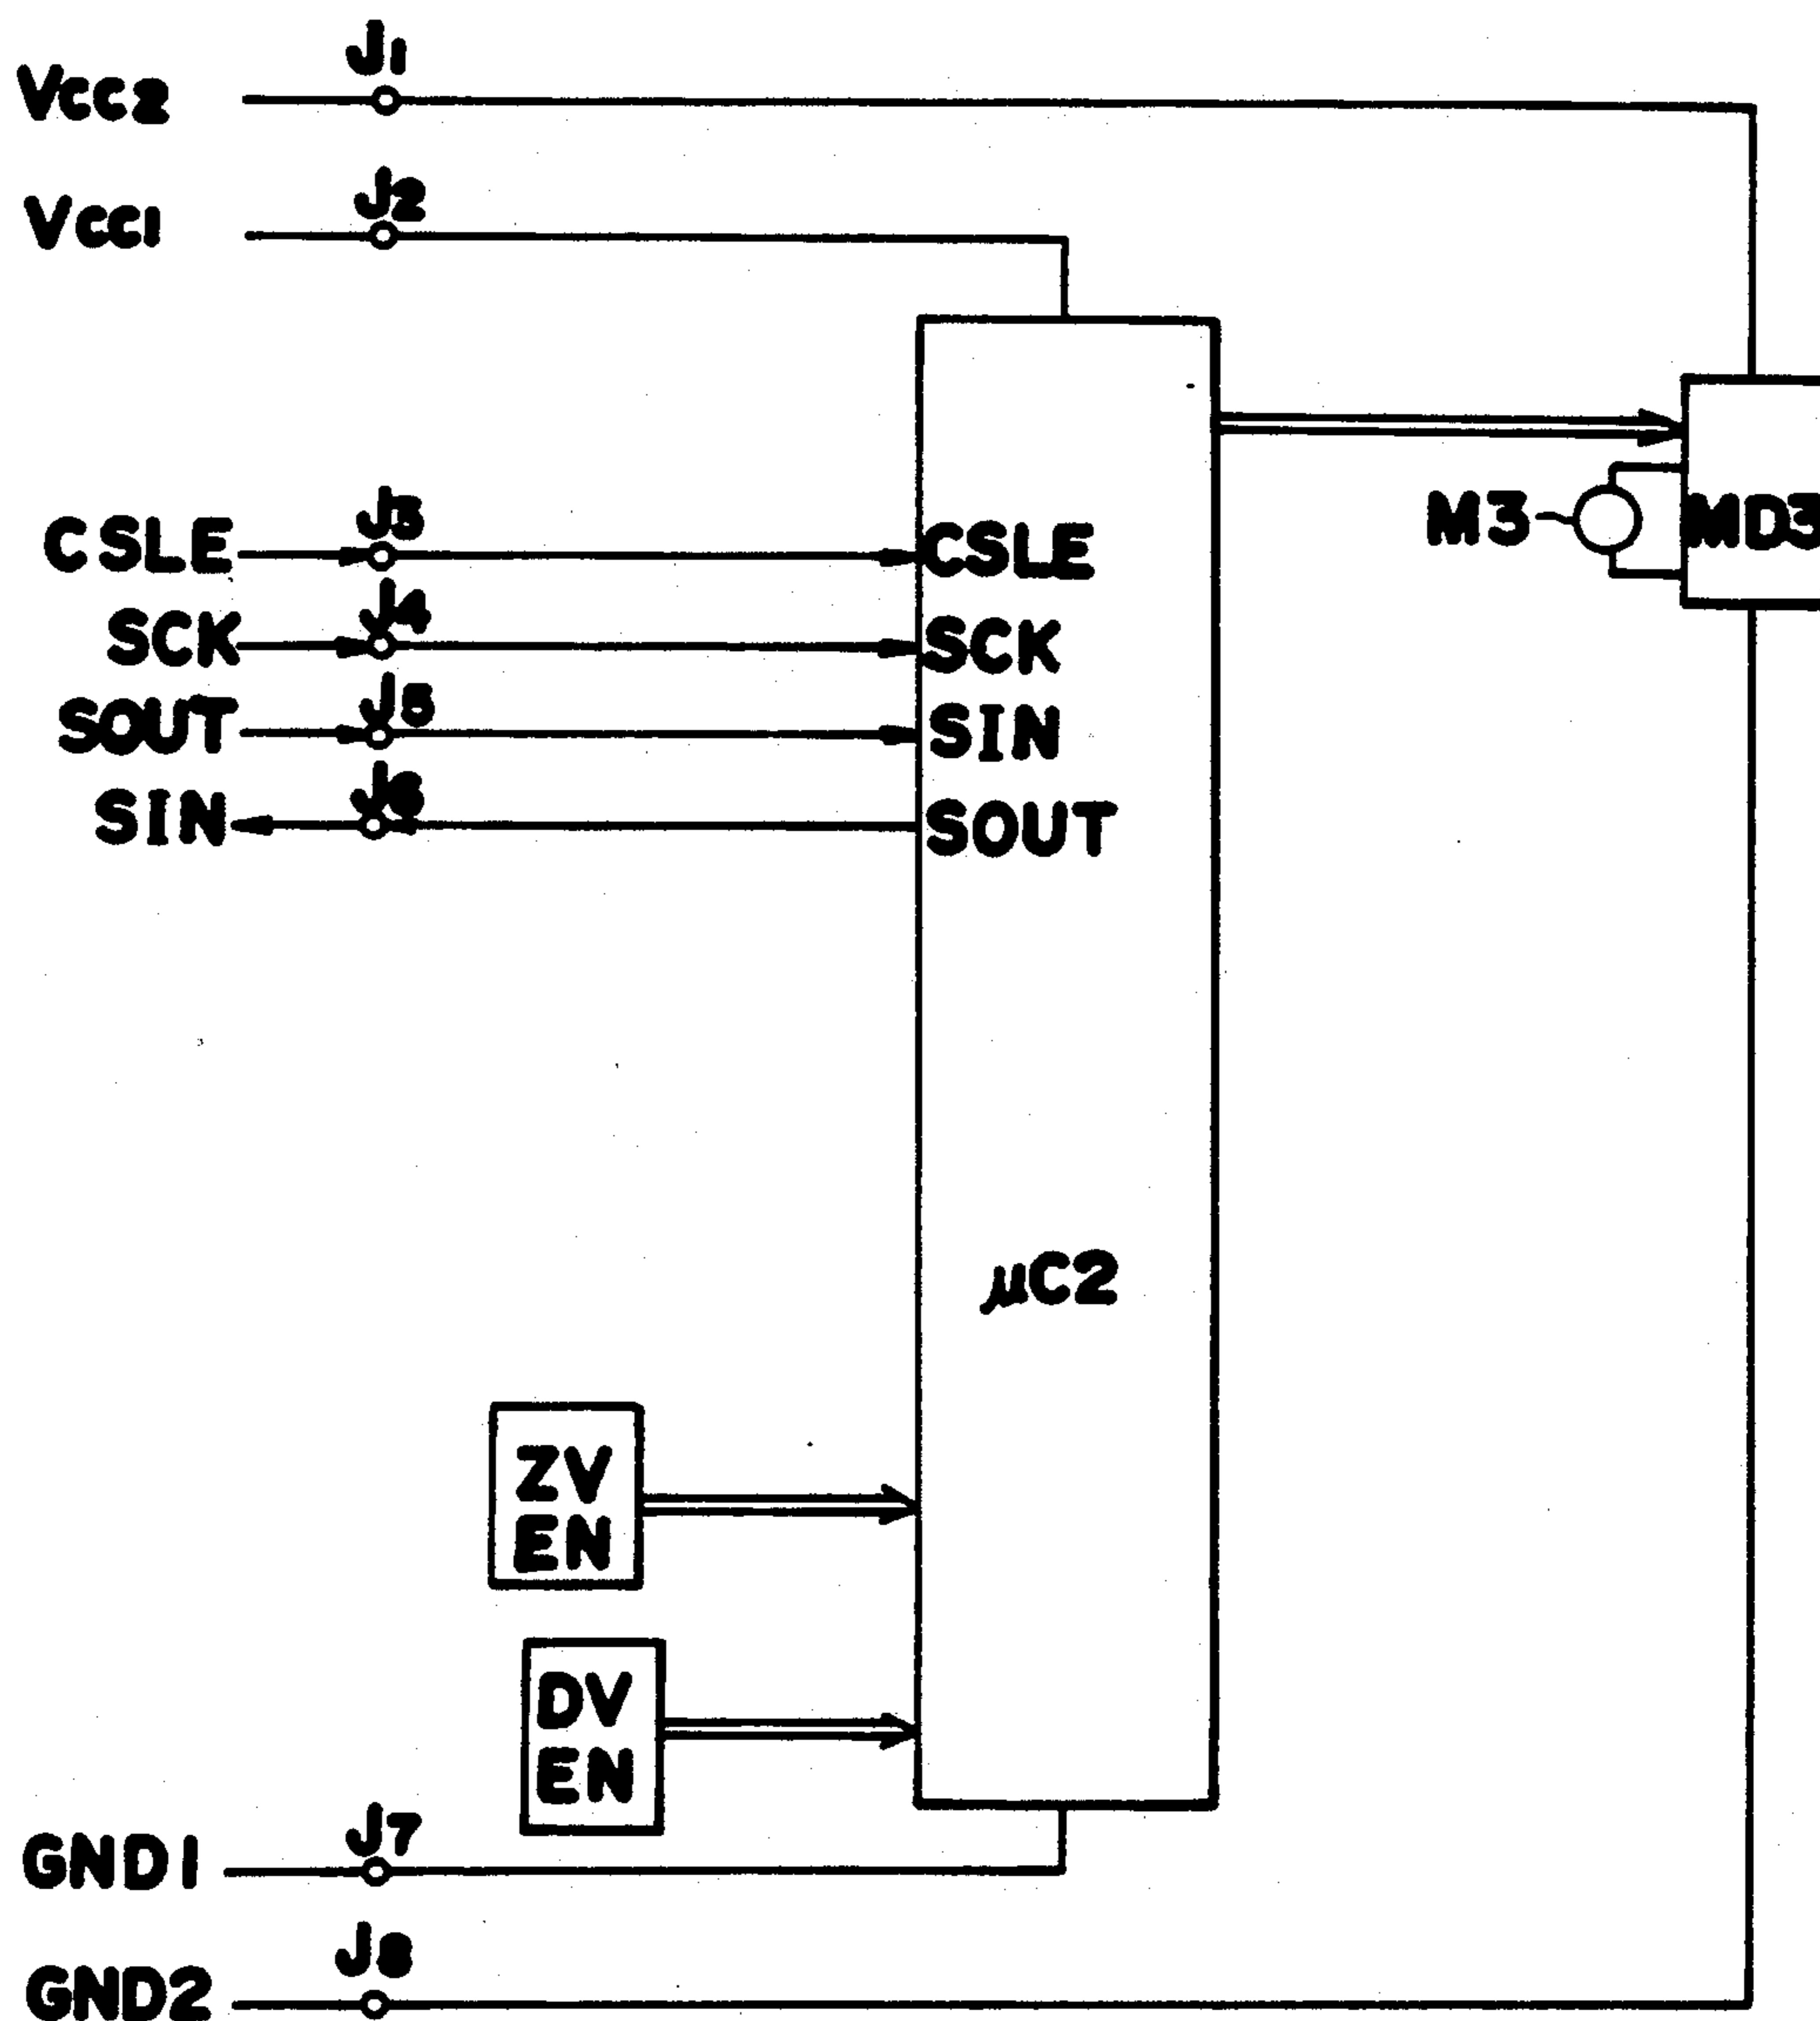 J1
VCC2
J2
VCC1
J3
CSLE
CSLE
M3
MD3
J4
SCK
SCK
J5
SOUT
SIN
J6
SIN
SOUT
μC2
ZV
EN
DV
EN
J7
GND1
J8
GND2